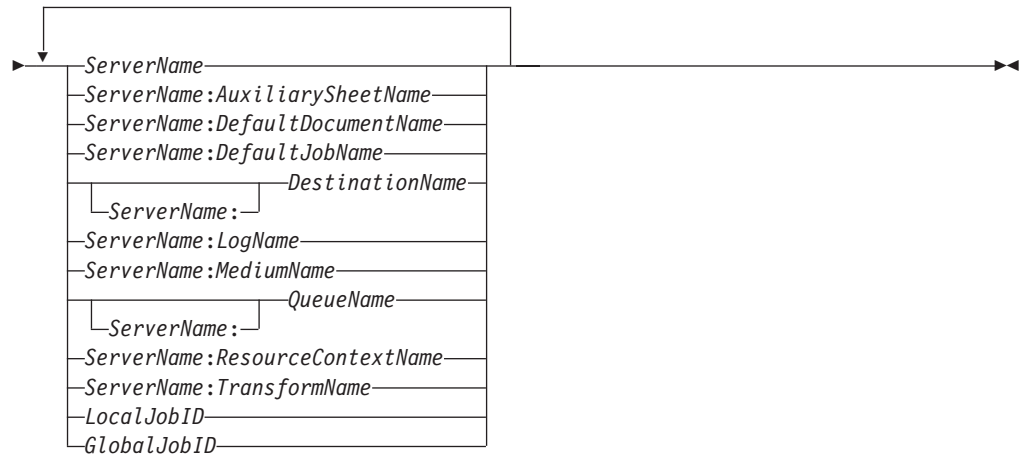 ServerName
ServerName:AuxiliarySheetName
ServerName:DefaultDocumentName
ServerName:DefaultJobName
DestinationName
ServerName:
ServerName:LogName
ServerName:MediumName
QueueName
ServerName:
ServerName:ResourceContextName
ServerName:TransformName
LocalJobID
GlobalJobID